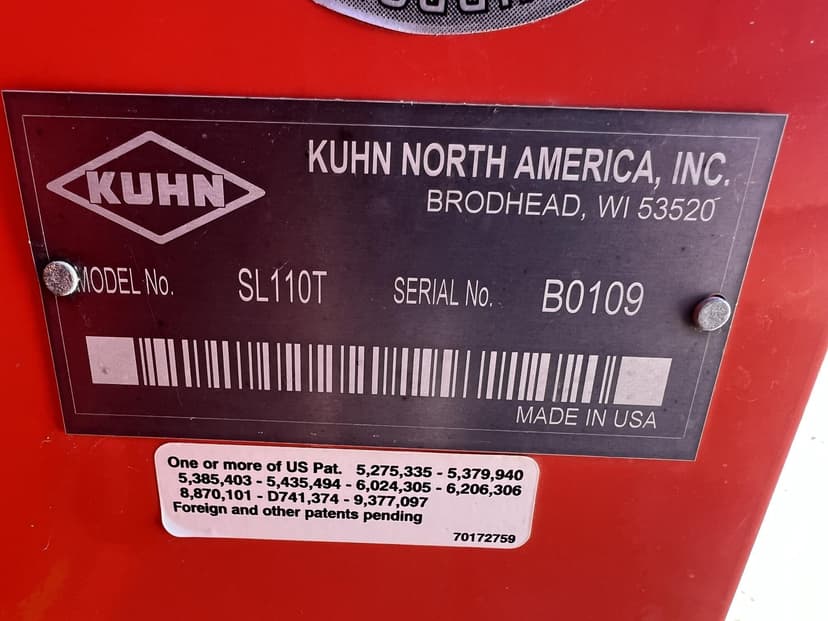 KUHN
KUHN NORTH AMERICA, INC.
BRODHEAD, WI 53520
MODEL No. SL110T SERIAL No. B0109
MADE IN USA
One or more of US Pat. 5,275,335 - 5,379,940
5,385,403 - 5,435,494 - 6,024,305 - 6,206,306
8,870,101 - D741,374 - 9,377,097
Foreign and other patents pending
70172759